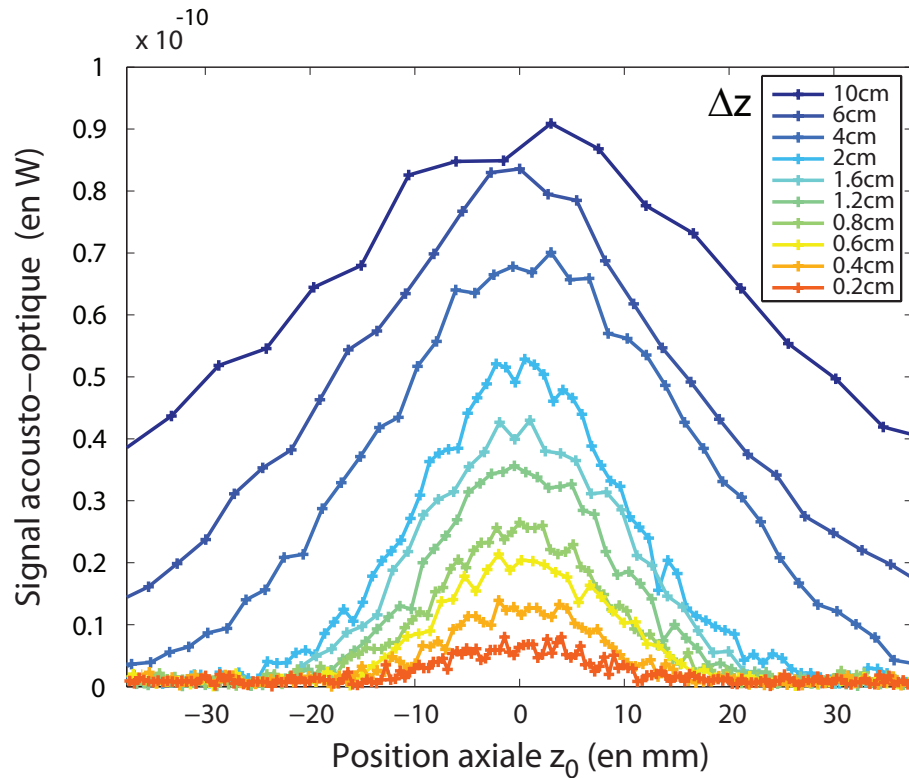 x 10
-10
1
0.9
0.8
0.7
0.6
0.5
0.4
0.3
0.2
0.1
0
Signal acousto−optique (en W)
−30
−20
−10
0
10
20
30
Position axiale z0 (en mm)
Δz
10cm
6cm
4cm
2cm
1.6cm
1.2cm
0.8cm
0.6cm
0.4cm
0.2cm